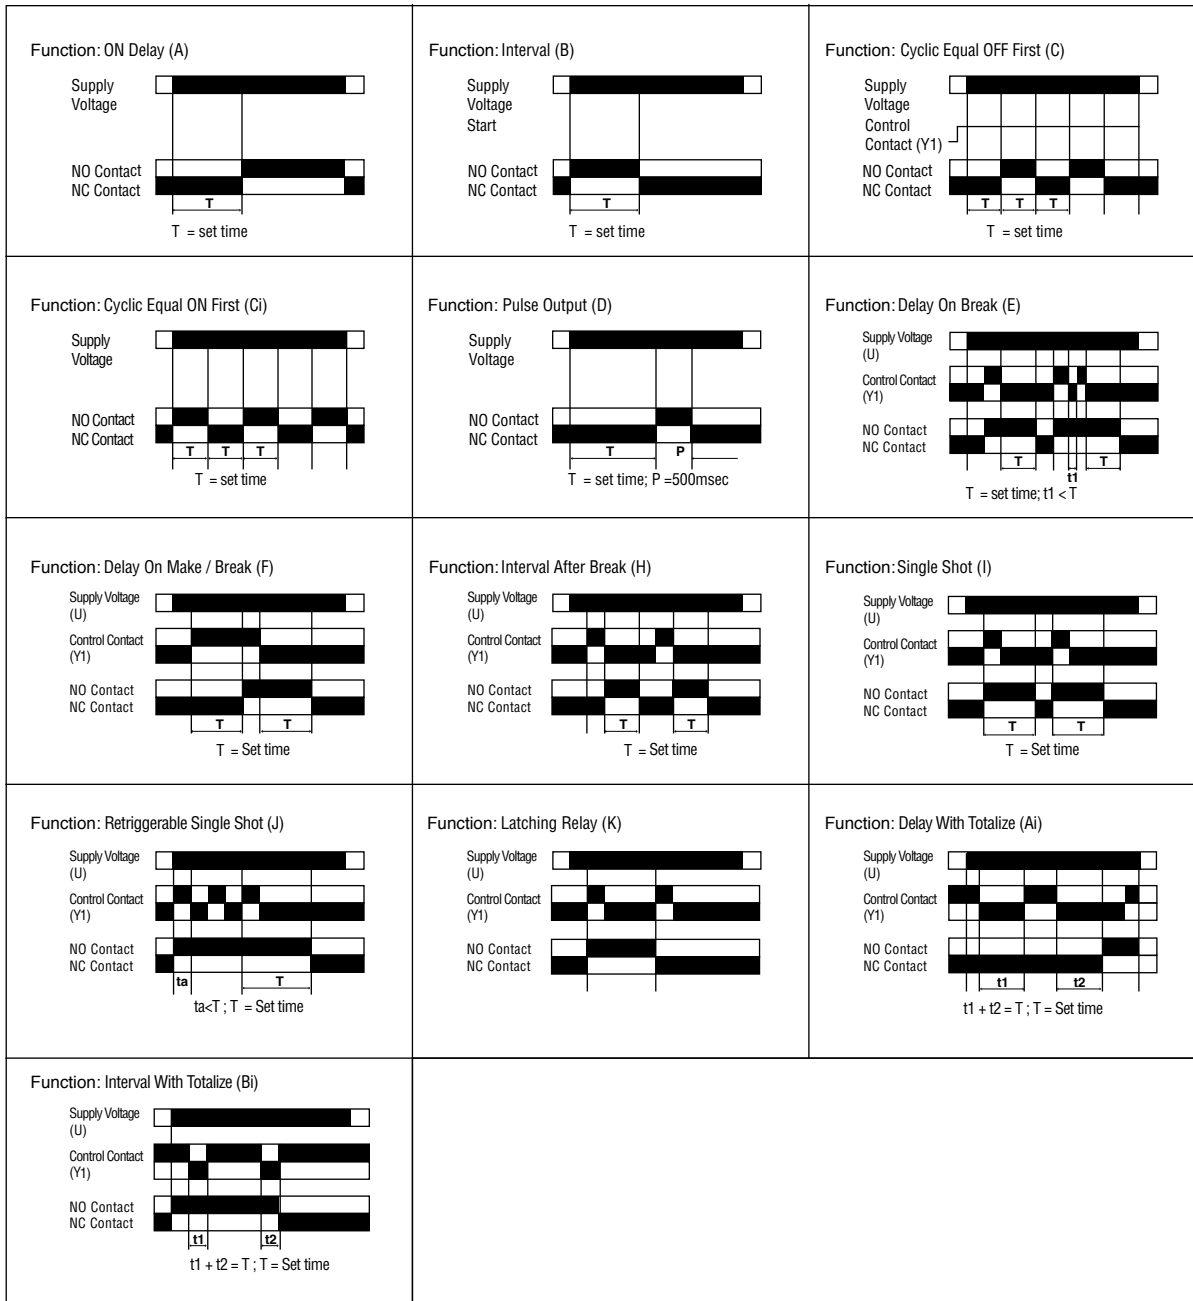 Function: ON Delay (A)
Supply
Voltage
NO Contact
NC Contact
T
T = set time
Function: Interval (B)
Supply
Voltage
Start
NO Contact
NC Contact
T
T = set time
Function: Cyclic Equal OFF First (C)
Supply
Voltage
Control
Contact (Y1)
NO Contact
NC Contact
T T T
T = set time
Function: Cyclic Equal ON First (Ci)
Supply
Voltage
NO Contact
NC Contact
T T T
T = set time
Function: Pulse Output (D)
Supply
Voltage
NO Contact
NC Contact
T P
T = set time; P =500msec
Function: Delay On Break (E)
Supply Voltage
(U)
Control Contact
(Y1)
NO Contact
NC Contact
T t1 T
T = set time; t1 < T
Function: Delay On Make / Break (F)
Supply Voltage
(U)
Control Contact
(Y1)
NO Contact
NC Contact
T T
T = Set time
Function: Interval After Break (H)
Supply Voltage
(U)
Control Contact
(Y1)
NO Contact
NC Contact
T T
T = Set time
Function: Single Shot (I)
Supply Voltage
(U)
Control Contact
(Y1)
NO Contact
NC Contact
T T
T = Set time
Function: Retriggerable Single Shot (J)
Supply Voltage
(U)
Control Contact
(Y1)
NO Contact
NC Contact
ta T
ta<T ; T = Set time
Function: Latching Relay (K)
Supply Voltage
(U)
Control Contact
(Y1)
NO Contact
NC Contact
Function: Delay With Totalize (Ai)
Supply Voltage
(U)
Control Contact
(Y1)
NO Contact
NC Contact
t1 t2
t1 + t2 = T ; T = Set time
Function: Interval With Totalize (Bi)
Supply Voltage
(U)
Control Contact
(Y1)
NO Contact
NC Contact
t1 t2
t1 + t2 = T ; T = Set time